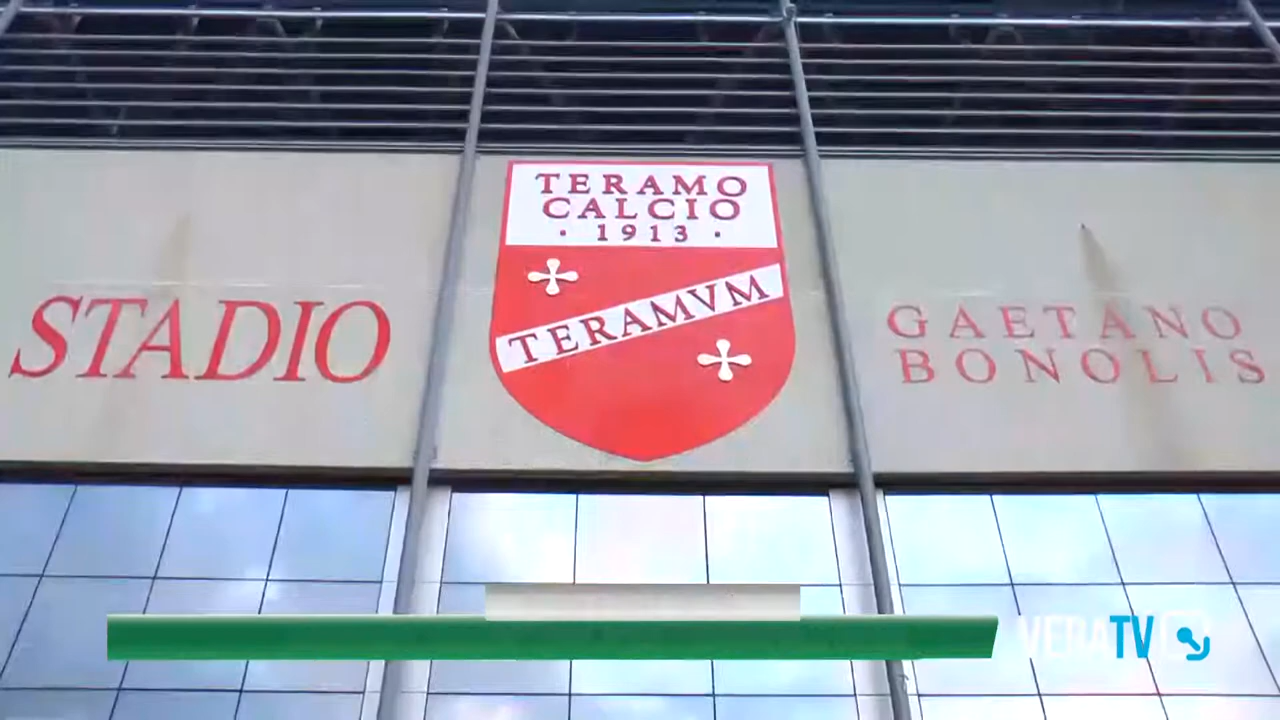 STADIO
TERAMO
CALCIO
· 1913 ·
TERAMVM
GAETANO
BONOLIS
VERATV